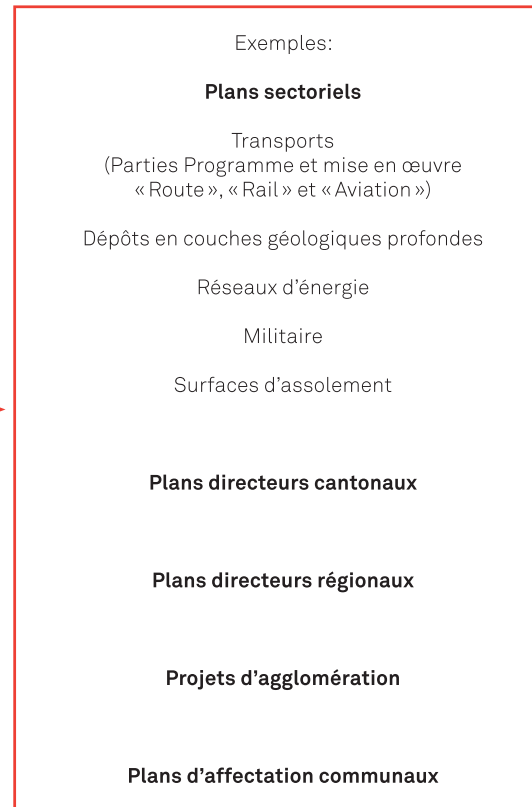 Exemples:
Plans sectoriels
Transports
(Parties Programme et mise en œuvre
« Route », « Rail » et « Aviation »)
Dépôts en couches géologiques profondes
Réseaux d’énergie
Militaire
Surfaces d’assolement
Plans directeurs cantonaux
Plans directeurs régionaux
Projets d’agglomération
Plans d’affectation communaux